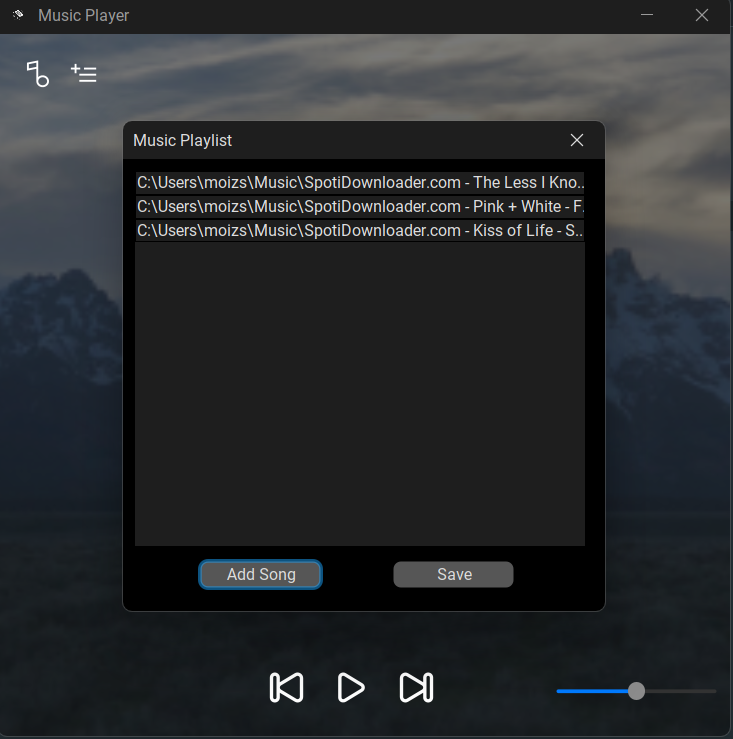 Music Player
Music Playlist
C:\Users\moizs\Music\SpotiDownloader.com - The Less I Kno..
C:\Users\moizs\Music\SpotiDownloader.com - Pink + White - F.
C:\Users\moizs\Music\SpotiDownloader.com - Kiss of Life - S..
Add Song
Save